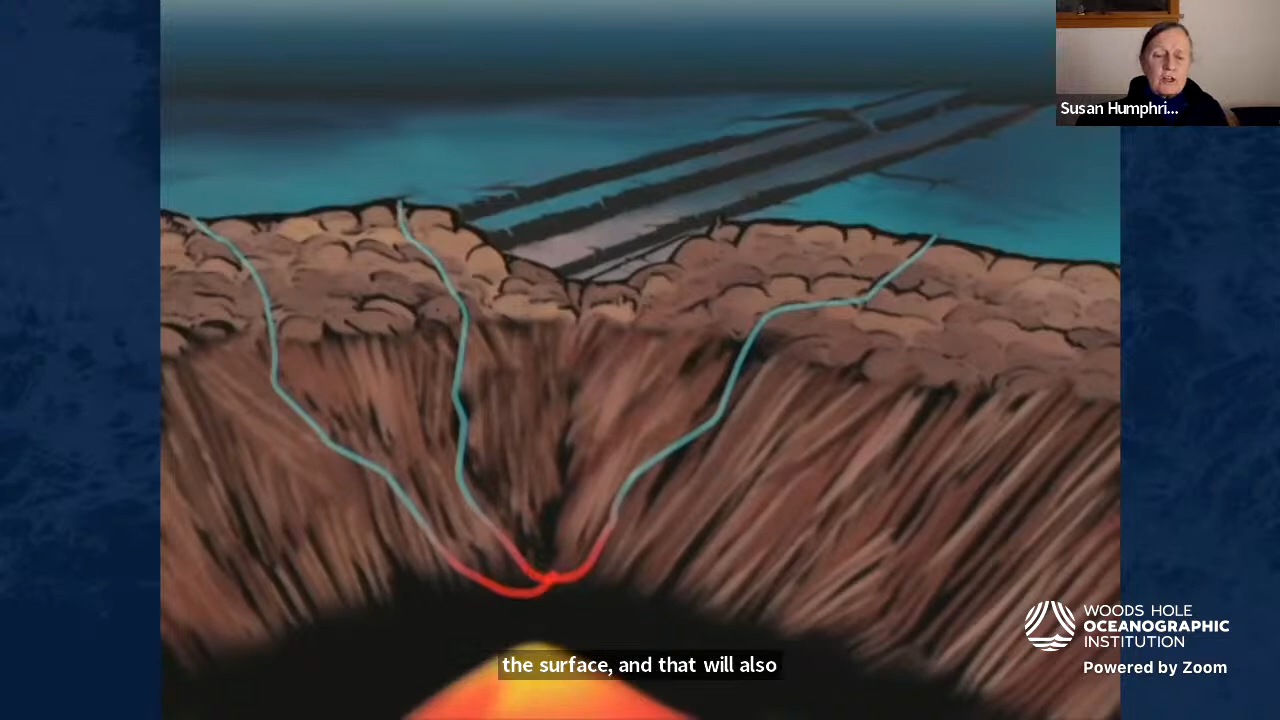 Susan Humphri...
WOODS HOLE
OCEANOGRAPHIC
INSTITUTION
Powered by Zoom
the surface, and that will also